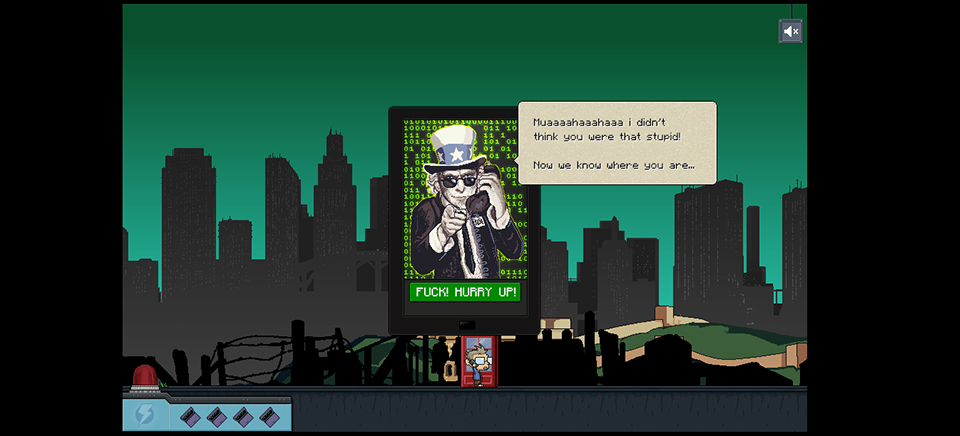 Muaaaahaaahaaa i didn't
think you were that stupid!
Now we know where you are...
FUCK! HURRY UP!